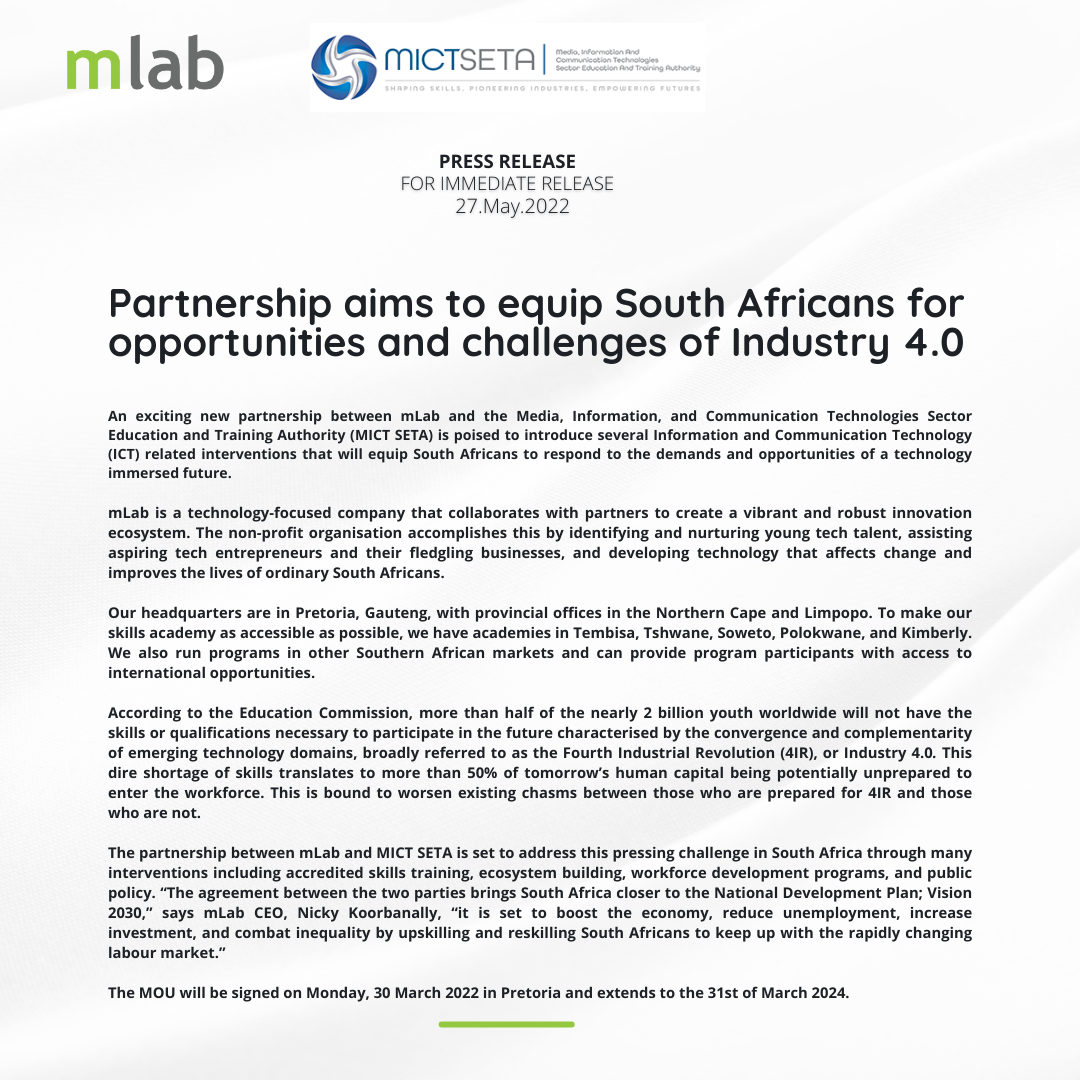 mlab
MICTSETA
Media, Information And
Communication Technologies
Sector Education And Training Authority
SHAPING SKILLS, PIONEERING INDUSTRIES, EMPOWERING FUTURES
PRESS RELEASE
FOR IMMEDIATE RELEASE
27.May.2022
Partnership aims to equip South Africans for
opportunities and challenges of Industry 4.0
An exciting new partnership between mLab and the Media, Information, and Communication Technologies Sector
Education and Training Authority (MICT SETA) is poised to introduce several Information and Communication Technology
(ICT) related interventions that will equip South Africans to respond to the demands and opportunities of a technology
immersed future.
mLab is a technology-focused company that collaborates with partners to create a vibrant and robust innovation
ecosystem. The non-profit organisation accomplishes this by identifying and nurturing young tech talent, assisting
aspiring tech entrepreneurs and their fledgling businesses, and developing technology that affects change and
improves the lives of ordinary South Africans.
Our headquarters are in Pretoria, Gauteng, with provincial offices in the Northern Cape and Limpopo. To make our
skills academy as accessible as possible, we have academies in Tembisa, Tshwane, Soweto, Polokwane, and Kimberly.
We also run programs in other Southern African markets and can provide program participants with access to
international opportunities.
According to the Education Commission, more than half of the nearly 2 billion youth worldwide will not have the
skills or qualifications necessary to participate in the future characterised by the convergence and complementarity
of emerging technology domains, broadly referred to as the Fourth Industrial Revolution (4IR), or Industry 4.0. This
dire shortage of skills translates to more than 50% of tomorrow's human capital being potentially unprepared to
enter the workforce. This is bound to worsen existing chasms between those who are prepared for 4IR and those
who are not.
The partnership between mLab and MICT SETA is set to address this pressing challenge in South Africa through many
interventions including accredited skills training, ecosystem building, workforce development programs, and public
policy. “The agreement between the two parties brings South Africa closer to the National Development Plan; Vision
2030,” says mLab CEO, Nicky Koorbanally, “it is set to boost the economy, reduce unemployment, increase
investment, and combat inequality by upskilling and reskilling South Africans to keep up with the rapidly changing
labour market.”
The MOU will be signed on Monday, 30 March 2022 in Pretoria and extends to the 31st of March 2024.